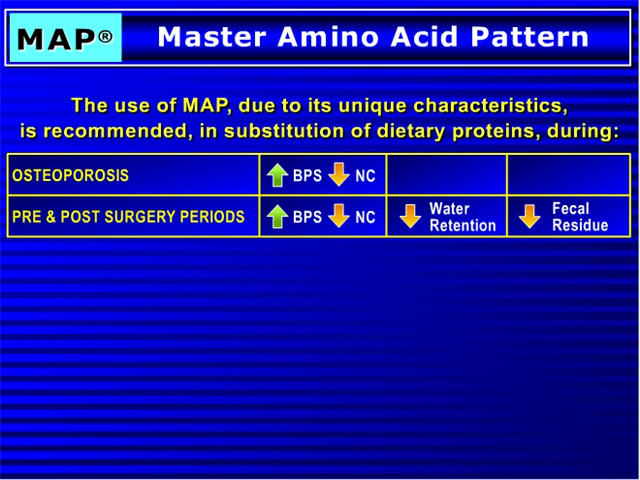 MAP® Master Amino Acid Pattern
The use of MAP, due to its unique characteristics,
is recommended, in substitution of dietary proteins, during:
OSTEOPOROSIS BPS NC
PRE & POST SURGERY PERIODS BPS NC Water Retention Fecal Residue